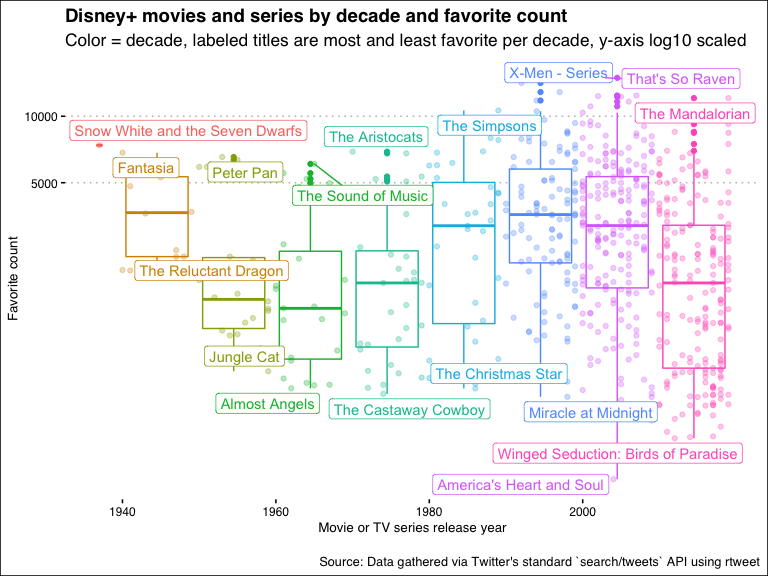 Disney+ movies and series by decade and favorite count
Color = decade, labeled titles are most and least favorite per decade, y-axis log10 scaled
X-Men - Series
That's So Raven
The Mandalorian
10000
Snow White and the Seven Dwarfs
The Simpsons
The Aristocats
Fantasia
Peter Pan
5000
The Sound of Music
Favorite count
The Reluctant Dragon
Jungle Cat
The Christmas Star
Almost Angels
The Castaway Cowboy
Miracle at Midnight
Winged Seduction: Birds of Paradise
America's Heart and Soul
1940
1960
1980
2000
Movie or TV series release year
Source: Data gathered via Twitter's standard `search/tweets` API using rtweet